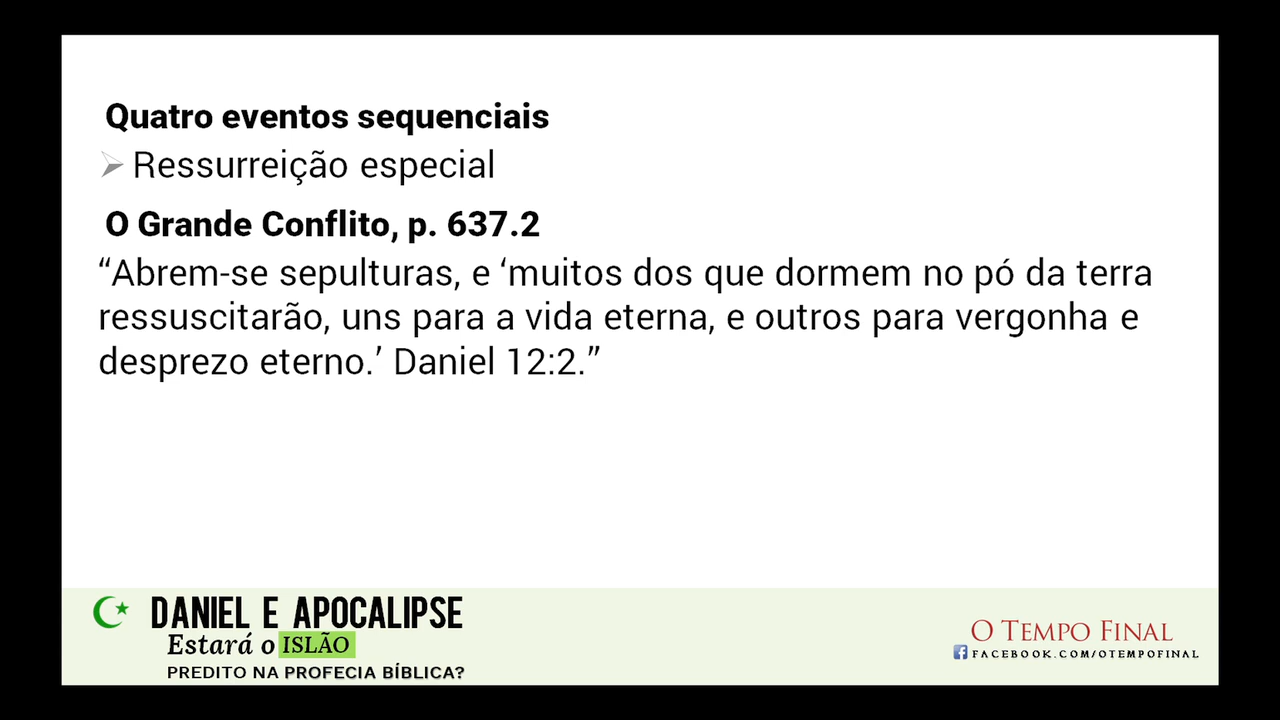 Quatro eventos sequenciais
Ressurreição especial
O Grande Conflito, p. 637.2
“Abrem-se sepulturas, e ‘muitos dos que dormem no pó da terra
ressuscitarão, uns para a vida eterna, e outros para vergonha e
desprezo eterno.’ Daniel 12:2.”
DANIEL E APOCALIPSE
Estará o ISLÃO
PREDITO NA PROFECIA BÍBLICA?
O TEMPO FINAL
FACEBOOK.COM/OTEMPOFINAL